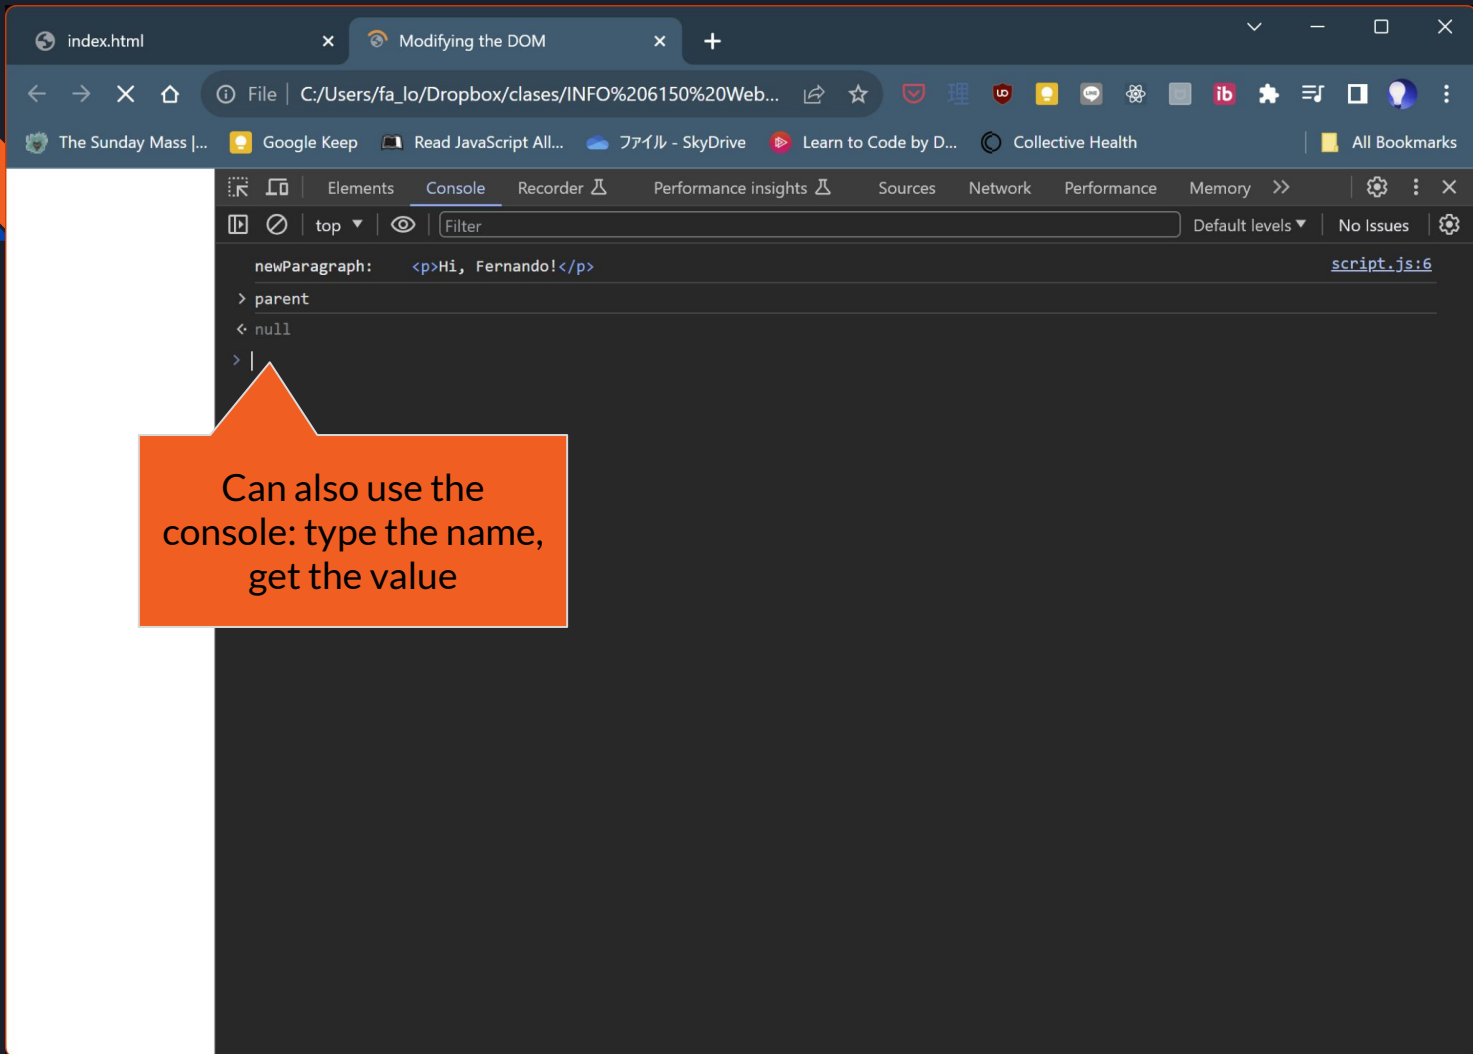 index.html
Modifying the DOM
File C:/Users/fa_lo/Dropbox/clases/INFO%206150%20Web...
理 ib
The Sunday Mass |... Google Keep Read JavaScript All... ファイル - SkyDrive Learn to Code by D... Collective Health All Bookmarks
Elements Console Recorder Performance insights Sources Network Performance Memory
top Filter Default levels No Issues
newParagraph: <p>Hi, Fernando!</p> script.js:6
> parent
null
>
Can also use the
console: type the name,
get the value